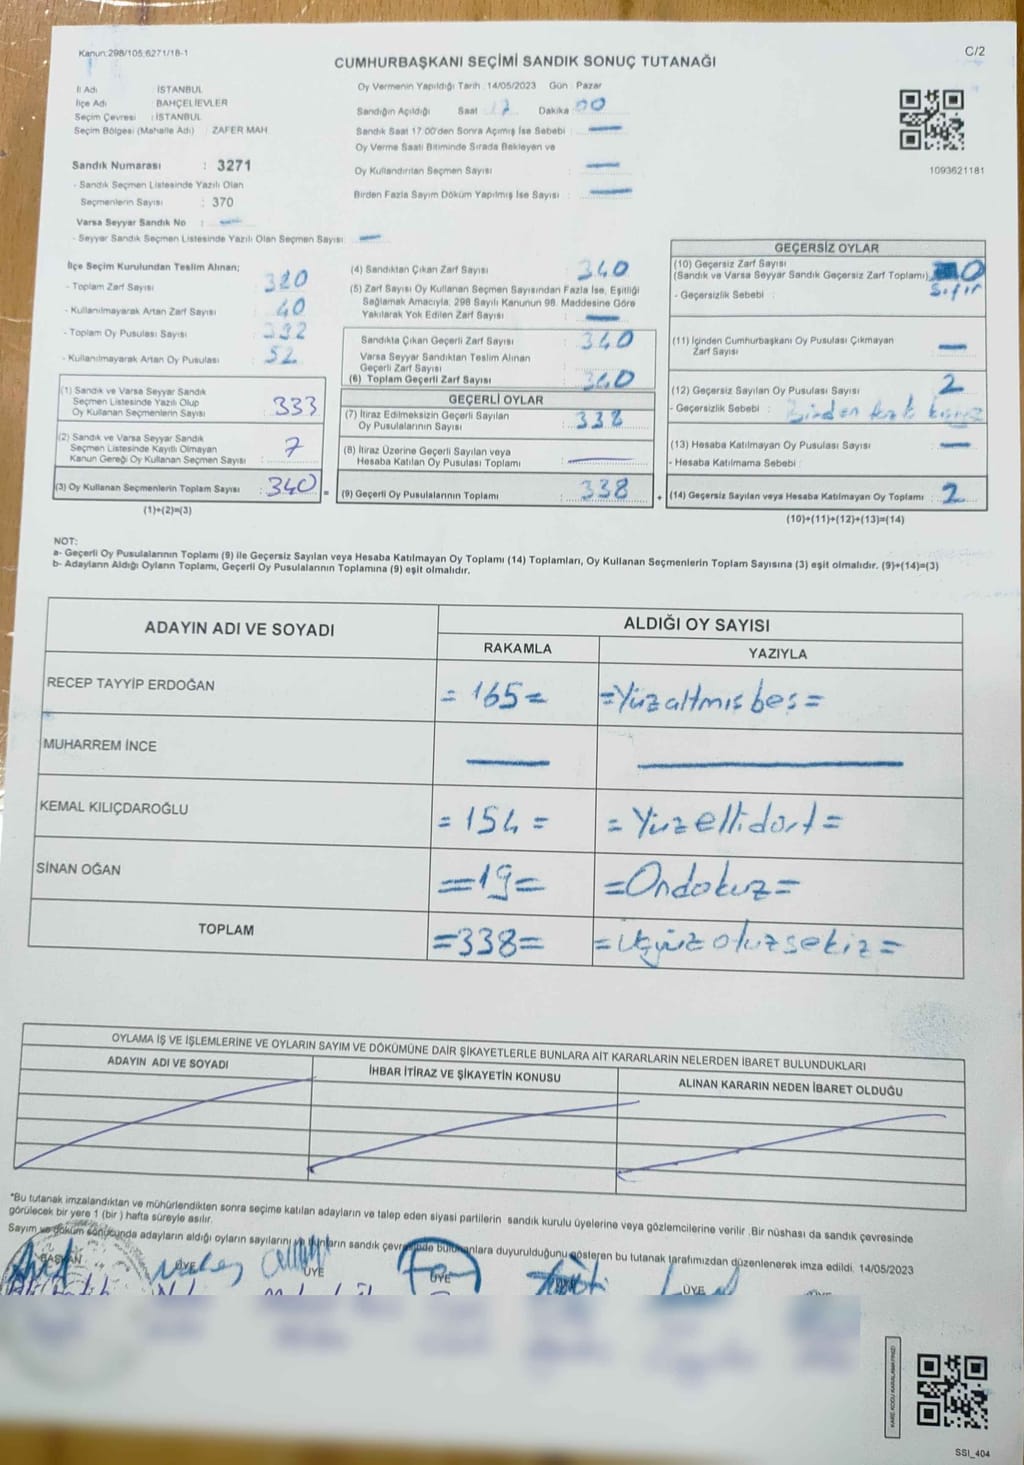 Kanun:298/105,6271/18-1
C/2
CUMHURBAŞKANI SEÇİMİ SANDIK SONUÇ TUTANAĞI
İl Adı : İSTANBUL
İlçe Adı : BAHÇELİEVLER
Seçim Çevresi : İSTANBUL
Seçim Bölgesi (Mahalle Adı) : ZAFER MAH
Sandık Numarası : 3271
- Sandık Seçmen Listesinde Yazılı Olan
Seçmenlerin Sayısı : 370
Varsa Seyyar Sandık No : —
- Seyyar Sandık Seçmen Listesinde Yazılı Olan Seçmen Sayısı: —
Oy Vermenin Yapıldığı Tarih : 14/05/2023 Gün : Pazar
Sandığın Açıldığı Saat : 17 Dakika : 00
Sandık Saat 17.00'den Sonra Açılmış İse Sebebi : —
Oy Verme Saati Bitiminde Sırada Bekleyen ve
Oy Kullandırılan Seçmen Sayısı : —
Birden Fazla Sayım Döküm Yapılmış İse Sayısı : —
1093621181
İlçe Seçim Kurulundan Teslim Alınan;
- Toplam Zarf Sayısı
- Kullanılmayarak Artan Zarf Sayısı : 40
- Toplam Oy Pusulası Sayısı
- Kullanılmayarak Artan Oy Pusulası : 52
(1) Sandık ve Varsa Seyyar Sandık
Seçmen Listesinde Yazılı Olup
Oy Kullanan Seçmenlerin Sayısı : 333
(2) Sandık ve Varsa Seyyar Sandık
Seçmen Listesinde Kayıtlı Olmayan
Kanun Gereği Oy Kullanan Seçmen Sayısı : 7
(3) Oy Kullanan Seçmenlerin Toplam Sayısı : 340 =
(1)+(2)=(3)
(4) Sandıktan Çıkan Zarf Sayısı : 340
(5) Zarf Sayısı Oy Kullanan Seçmen Sayısından Fazla İse, Eşitliği
Sağlamak Amacıyla, 298 Sayılı Kanunun 98. Maddesine Göre
Yakılarak Yok Edilen Zarf Sayısı : —
Sandıkta Çıkan Geçerli Zarf Sayısı : 340
Varsa Seyyar Sandıktan Teslim Alınan
Geçerli Zarf Sayısı :
(6) Toplam Geçerli Zarf Sayısı : 340
GEÇERLİ OYLAR
(7) İtiraz Edilmeksizin Geçerli Sayılan
Oy Pusulalarının Sayısı : 338
(8) İtiraz Üzerine Geçerli Sayılan veya
Hesaba Katılan Oy Pusulası Toplamı : —
(9) Geçerli Oy Pusulalarının Toplamı : 338 +
GEÇERSİZ OYLAR
(10) Geçersiz Zarf Sayısı
(Sandık ve Varsa Seyyar Sandık Geçersiz Zarf Toplamı) 0
sıfır
- Geçersizlik Sebebi :
(11) İçinden Cumhurbaşkanı Oy Pusulası Çıkmayan
Zarf Sayısı : —
(12) Geçersiz Sayılan Oy Pusulası Sayısı : 2
- Geçersizlik Sebebi : Birden fazla
(13) Hesaba Katılmayan Oy Pusulası Sayısı : —
- Hesaba Katılmama Sebebi :
(14) Geçersiz Sayılan veya Hesaba Katılmayan Oy Toplamı : 2
(10)+(11)+(12)+(13)=(14)
NOT:
a- Geçerli Oy Pusulalarının Toplamı (9) ile Geçersiz Sayılan veya Hesaba Katılmayan Oy Toplamı (14) Toplamları, Oy Kullanan Seçmenlerin Toplam Sayısına (3) eşit olmalıdır. (9)+(14)=(3)
b- Adayların Aldığı Oyların Toplamı, Geçerli Oy Pusulalarının Toplamına (9) eşit olmalıdır.
ADAYIN ADI VE SOYADI
ALDIĞI OY SAYISI
RAKAMLA YAZIYLA
RECEP TAYYİP ERDOĞAN =165= =Yüzaltmış beş=
MUHARREM İNCE — —
KEMAL KILIÇDAROĞLU =154= =Yüzellidört=
SİNAN OĞAN =19= =Ondokuz=
TOPLAM =338= =Üçyüz otuzsekiz=
OYLAMA İŞ VE İŞLEMLERİNE VE OYLARIN SAYIM VE DÖKÜMÜNE DAİR ŞİKAYETLERLE BUNLARA AİT KARARLARIN NELERDEN İBARET BULUNDUKLARI
ADAYIN ADI VE SOYADI İHBAR İTİRAZ VE ŞİKAYETİN KONUSU ALINAN KARARIN NEDEN İBARET OLDUĞU
*Bu tutanak imzalandıktan ve mühürlendikten sonra seçime katılan adayların ve talep eden siyasi partilerin sandık kurulu üyelerine veya gözlemcilerine verilir. Bir nüshası da sandık çevresinde
görülecek bir yere 1 (bir ) hafta süreyle asılır.
Sayım ve döküm sonucunda adayların aldığı oyların sayılarını ve bunların sandık çevresinde bulunanlara duyurulduğunu gösteren bu tutanak tarafımızdan düzenlenerek imza edildi. 14/05/2023
BAŞKAN ÜYE ÜYE ÜYE ÜYE ÜYE ÜYE
SSI_404